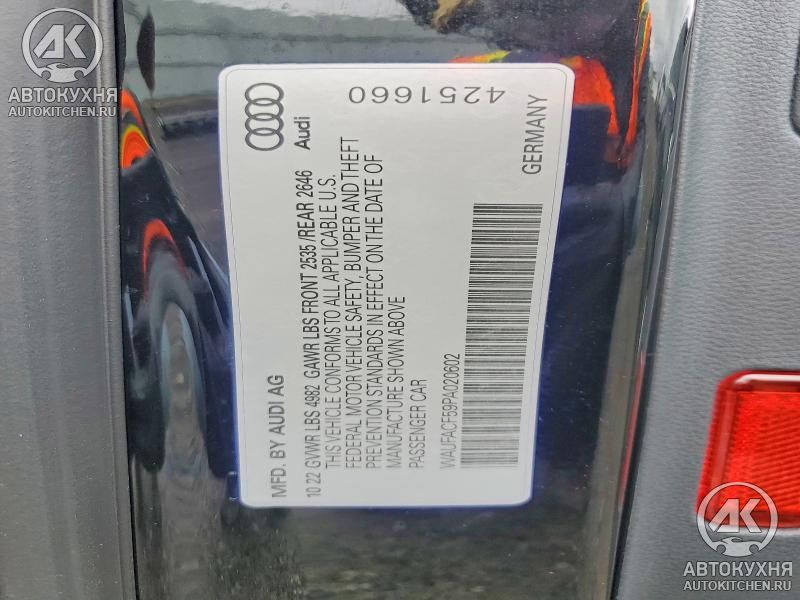 АК
АВТОКУХНЯ
AUTOKITCHEN.RU
MFD. BY AUDI AG
Audi
10 22 GVWR LBS 4982 GAWR LBS FRONT 2535 /REAR 2646
THIS VEHICLE CONFORMS TO ALL APPLICABLE U.S.
FEDERAL MOTOR VEHICLE SAFETY, BUMPER AND THEFT
PREVENTION STANDARDS IN EFFECT ON THE DATE OF
MANUFACTURE SHOWN ABOVE
PASSENGER CAR
4251660
WAUFACF59PA020602
GERMANY
АК
АВТОКУХНЯ
AUTOKITCHEN.RU